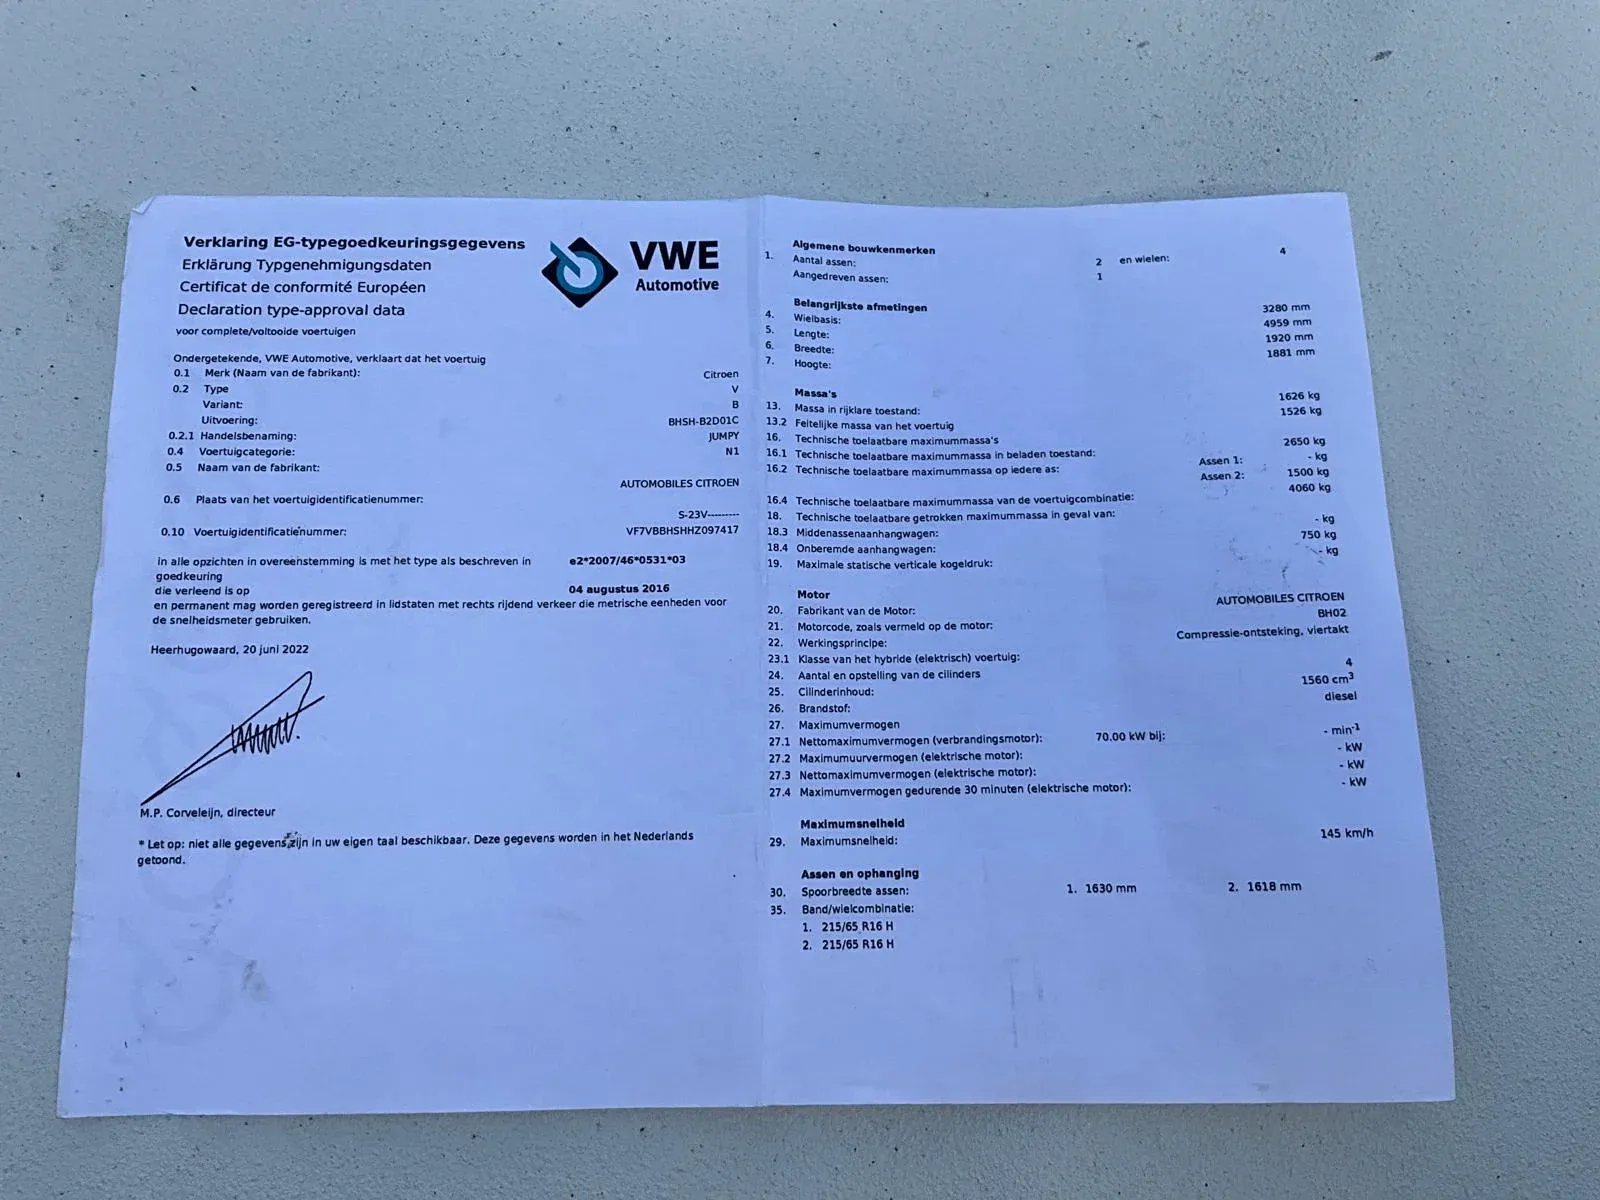 Verklaring EG-typegoedkeuringsgegevens
Erklärung Typgenehmigungsdaten
Certificat de conformité Européen
Declaration type-approval data
voor complete/voltooide voertuigen
VWE
Automotive
Ondergetekende, VWE Automotive, verklaart dat het voertuig
0.1 Merk (Naam van de fabrikant): Citroen
0.2 Type V
Variant: B
Uitvoering: BHSH-B2D01C
0.2.1 Handelsbenaming: JUMPY
0.4 Voertuigcategorie: N1
0.5 Naam van de fabrikant:
AUTOMOBILES CITROEN
0.6 Plaats van het voertuigidentificatienummer:
S-23V---------
0.10 Voertuigidentificatienummer: VF7VBBHSHHZ097417
in alle opzichten in overeenstemming is met het type als beschreven in e2*2007/46*0531*03
goedkeuring
die verleend is op 04 augustus 2016
en permanent mag worden geregistreerd in lidstaten met rechts rijdend verkeer die metrische eenheden voor
de snelheidsmeter gebruiken.
Heerhugowaard, 20 juni 2022
M.P. Corveleijn, directeur
* Let op: niet alle gegevens zijn in uw eigen taal beschikbaar. Deze gegevens worden in het Nederlands
getoond.
Algemene bouwkenmerken
1. Aantal assen: 2 en wielen: 4
Aangedreven assen: 1
Belangrijkste afmetingen
4. Wielbasis: 3280 mm
5. Lengte: 4959 mm
6. Breedte: 1920 mm
7. Hoogte: 1881 mm
Massa's
13. Massa in rijklare toestand: 1626 kg
13.2 Feitelijke massa van het voertuig 1526 kg
16. Technische toelaatbare maximummassa's
16.1 Technische toelaatbare maximummassa in beladen toestand: 2650 kg
16.2 Technische toelaatbare maximummassa op iedere as: Assen 1: - kg
Assen 2: 1500 kg
16.4 Technische toelaatbare maximummassa van de voertuigcombinatie: 4060 kg
18. Technische toelaatbare getrokken maximummassa in geval van:
18.3 Middenassenaanhangwagen: - kg
18.4 Onberemde aanhangwagen: 750 kg
19. Maximale statische verticale kogeldruk: - kg
Motor
20. Fabrikant van de Motor: AUTOMOBILES CITROEN
21. Motorcode, zoals vermeld op de motor: BH02
22. Werkingsprincipe: Compressie-ontsteking, viertakt
23.1 Klasse van het hybride (elektrisch) voertuig:
24. Aantal en opstelling van de cilinders 4
25. Cilinderinhoud: 1560 cm³
26. Brandstof: diesel
27. Maximumvermogen
27.1 Nettomaximumvermogen (verbrandingsmotor): 70.00 kW bij: - min⁻¹
27.2 Maximumuurvermogen (elektrische motor): - kW
27.3 Nettomaximumvermogen (elektrische motor): - kW
27.4 Maximumvermogen gedurende 30 minuten (elektrische motor): - kW
Maximumsnelheid
29. Maximumsnelheid: 145 km/h
Assen en ophanging
30. Spoorbreedte assen: 1. 1630 mm 2. 1618 mm
35. Band/wielcombinatie:
1. 215/65 R16 H
2. 215/65 R16 H